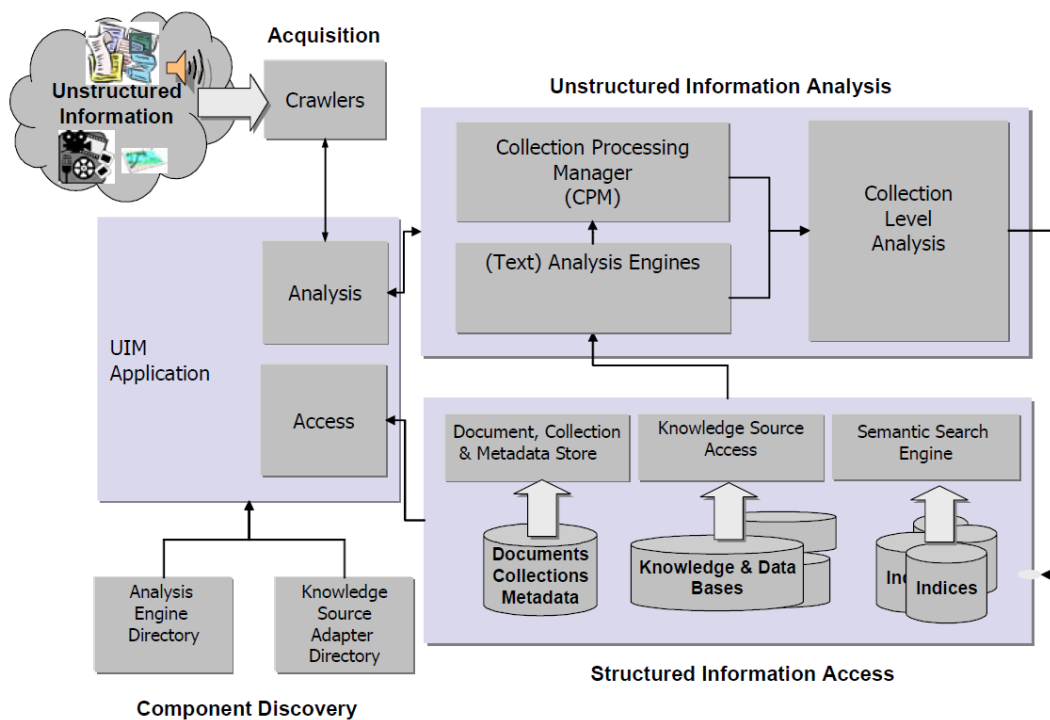 Acquisition
Unstructured
Information
Crawlers
Unstructured Information Analysis
Collection Processing
Manager
(CPM)
(Text) Analysis Engines
Collection
Level
Analysis
UIM
Application
Analysis
Access
Document, Collection
& Metadata Store
Knowledge Source
Access
Semantic Search
Engine
Documents
Collections
Metadata
Knowledge & Data
Bases
Indices
Analysis
Engine
Directory
Knowledge
Source
Adapter
Directory
Structured Information Access
Component Discovery